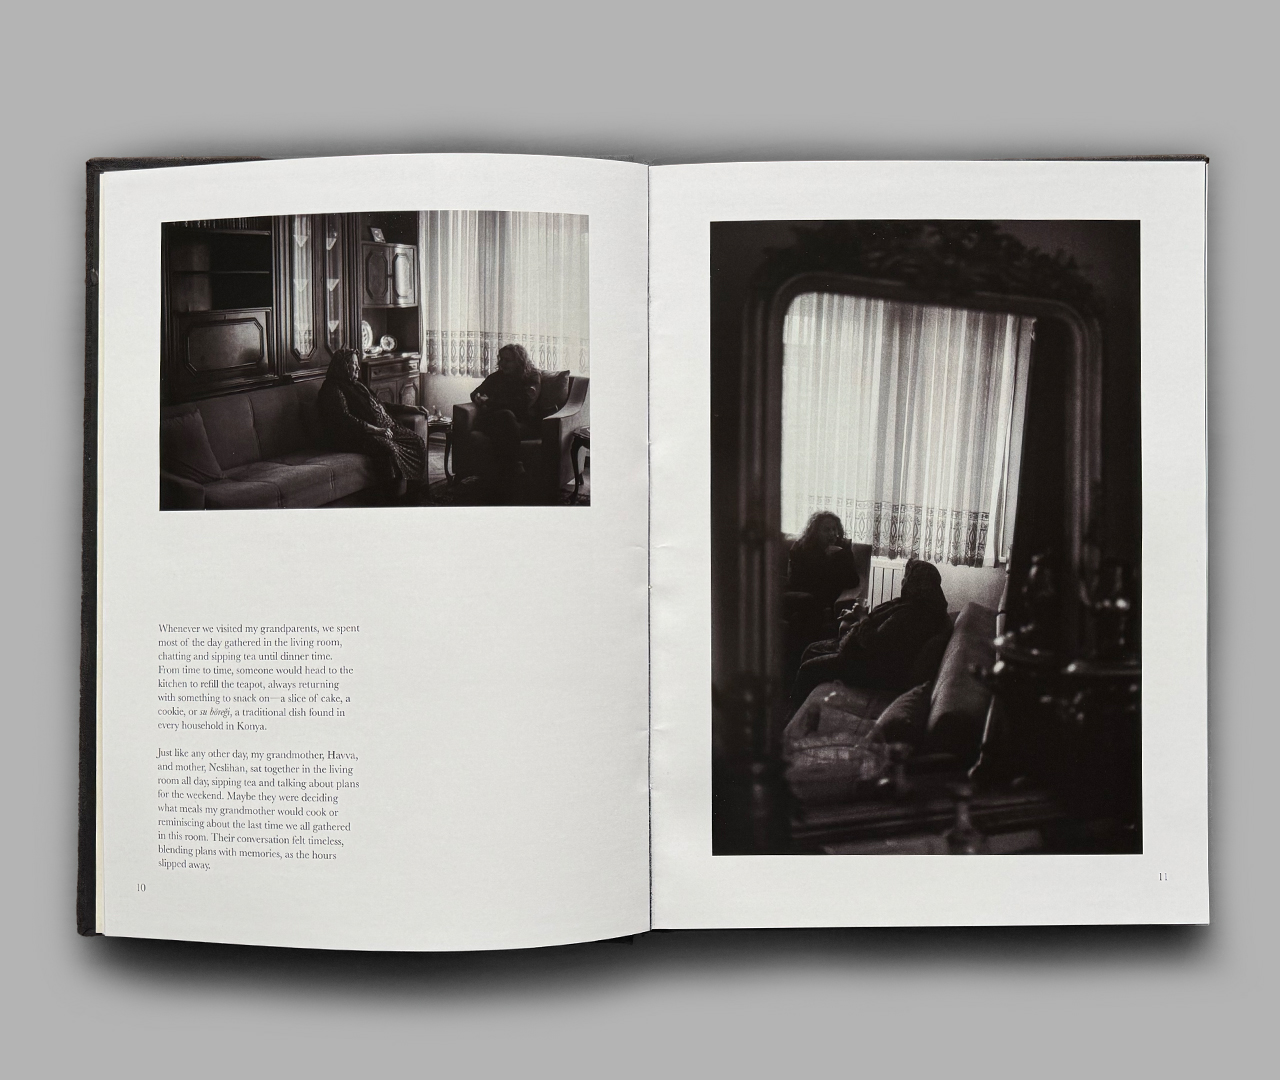 Whenever we visited my grandparents, we spent
most of the day gathered in the living room,
chatting and sipping tea until dinner time.
From time to time, someone would head to the
kitchen to refill the teapot, always returning
with something to snack on—a slice of cake, a
cookie, or su böreği, a traditional dish found in
every household in Konya.
Just like any other day, my grandmother, Havva,
and mother, Neslihan, sat together in the living
room all day, sipping tea and talking about plans
for the weekend. Maybe they were deciding
what meals my grandmother would cook or
reminiscing about the last time we all gathered
in this room. Their conversation felt timeless,
blending plans with memories, as the hours
slipped away.
10
11